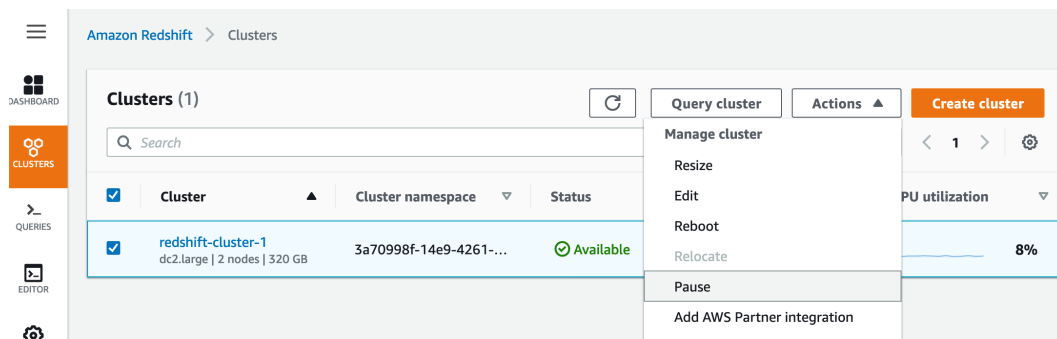 Amazon Redshift > Clusters
DASHBOARD
CLUSTERS
QUERIES
EDITOR
Clusters (1)
Query cluster
Actions
Create cluster
Search
1
Manage cluster
Resize
Edit
Reboot
Relocate
Pause
Add AWS Partner integration
Cluster
Cluster namespace
Status
PU utilization
redshift-cluster-1
dc2.large | 2 nodes | 320 GB
3a70998f-14e9-4261-...
Available
8%